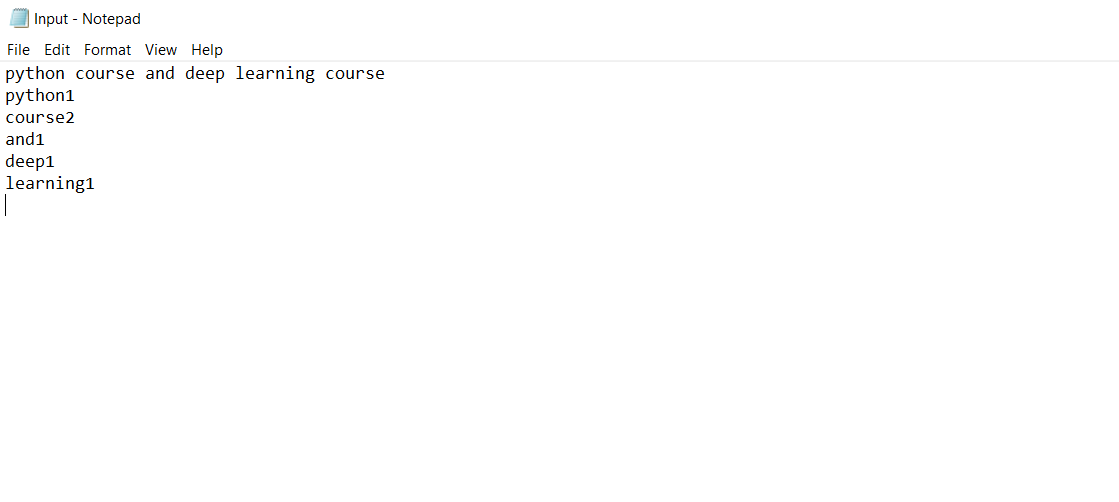 Input - Notepad
File Edit Format View Help
python course and deep learning course
python1
course2
and1
deep1
learning1